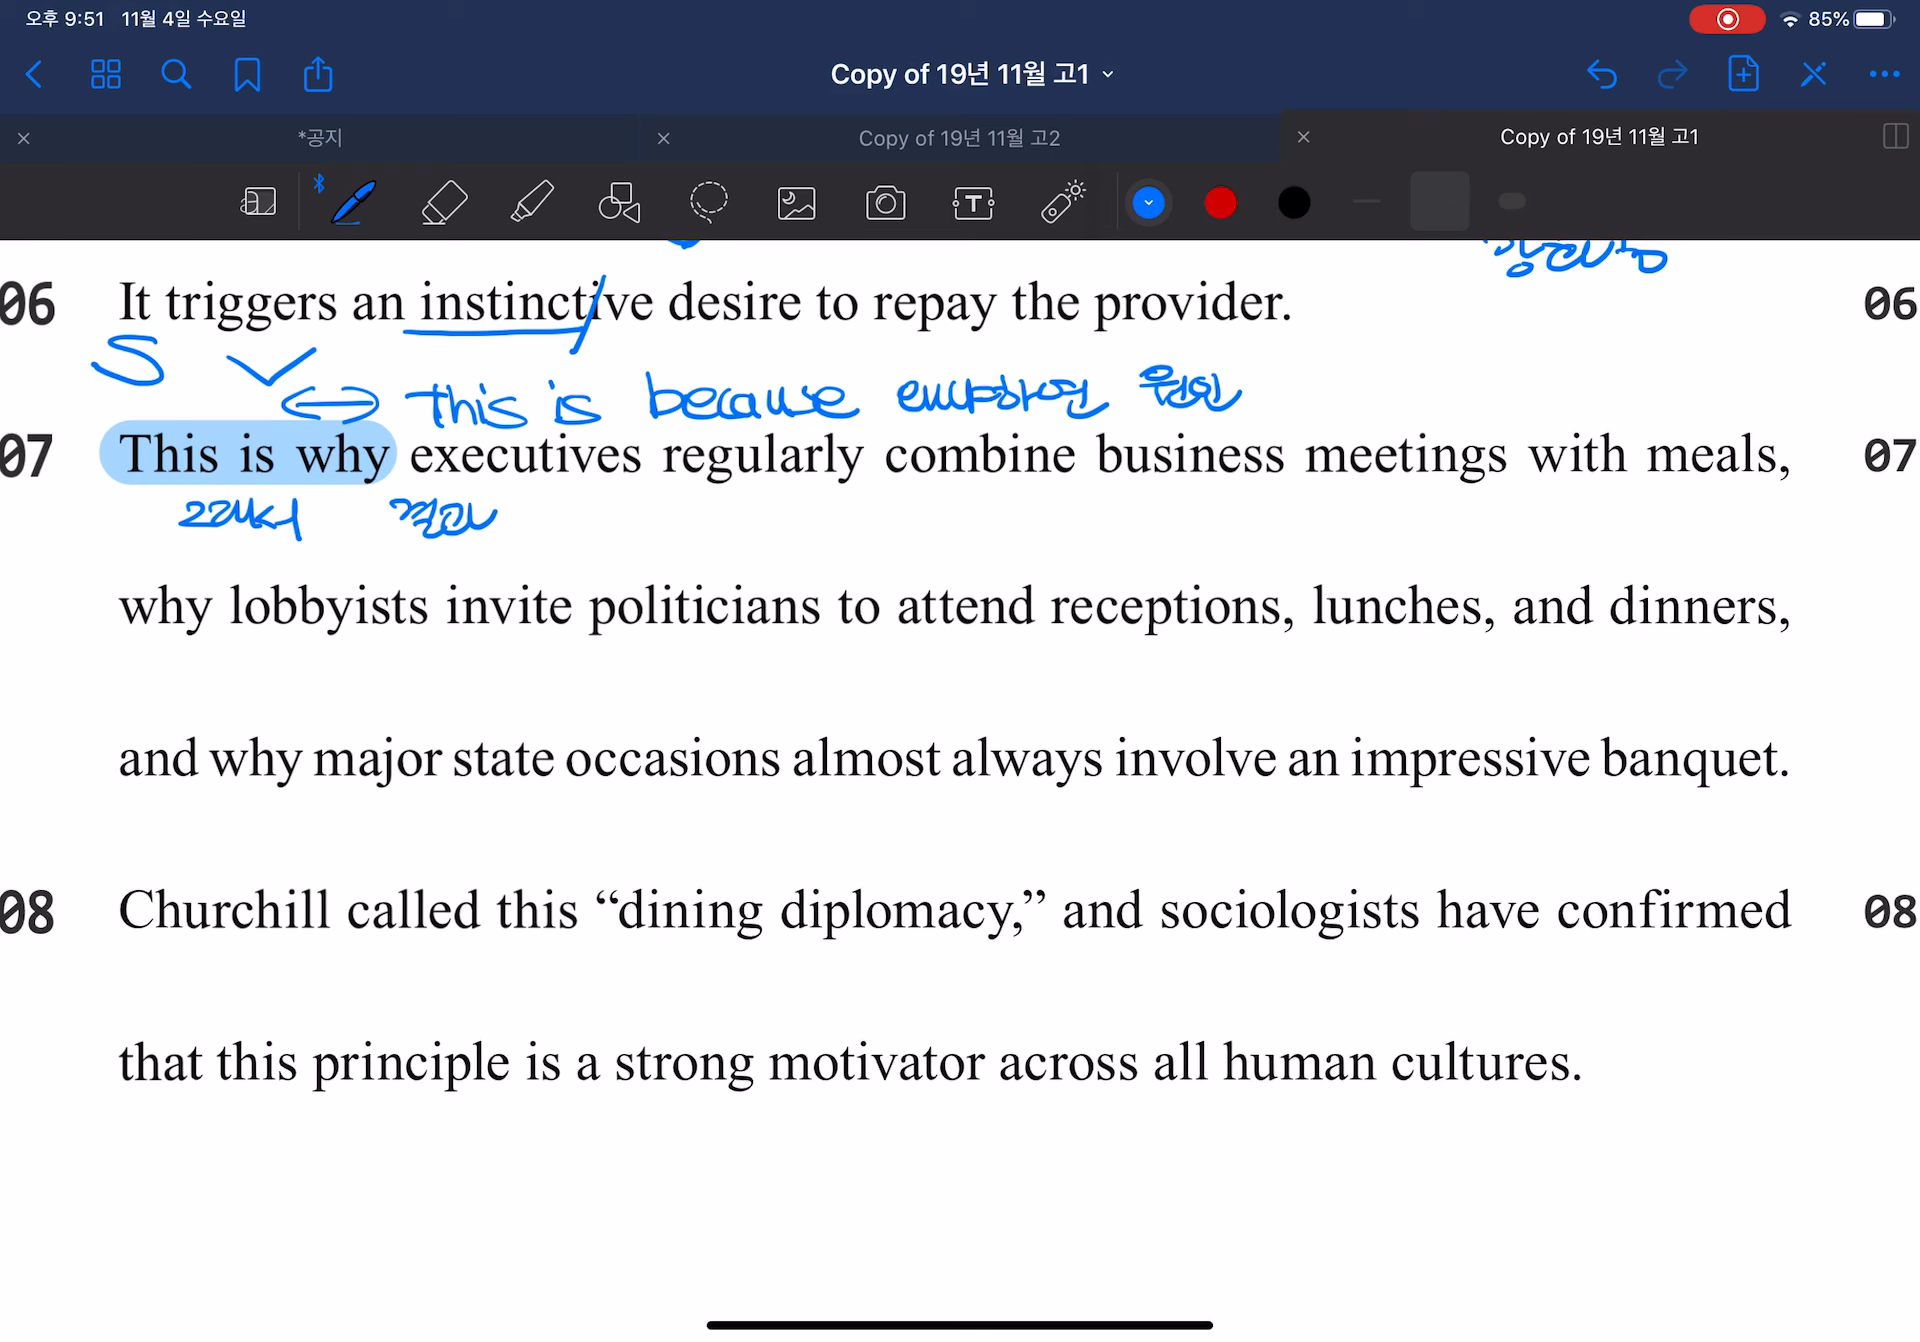 오후 9:51 11월 4일 수요일 85%
Copy of 19년 11월 고1
*공지 Copy of 19년 11월 고2 Copy of 19년 11월 고1
06 It triggers an instinctive desire to repay the provider. 06
S V
↔ This is because 왜냐하면 원인
07 This is why executives regularly combine business meetings with meals, 07
그래서 결과
why lobbyists invite politicians to attend receptions, lunches, and dinners,
and why major state occasions almost always involve an impressive banquet.
08 Churchill called this “dining diplomacy,” and sociologists have confirmed 08
that this principle is a strong motivator across all human cultures.